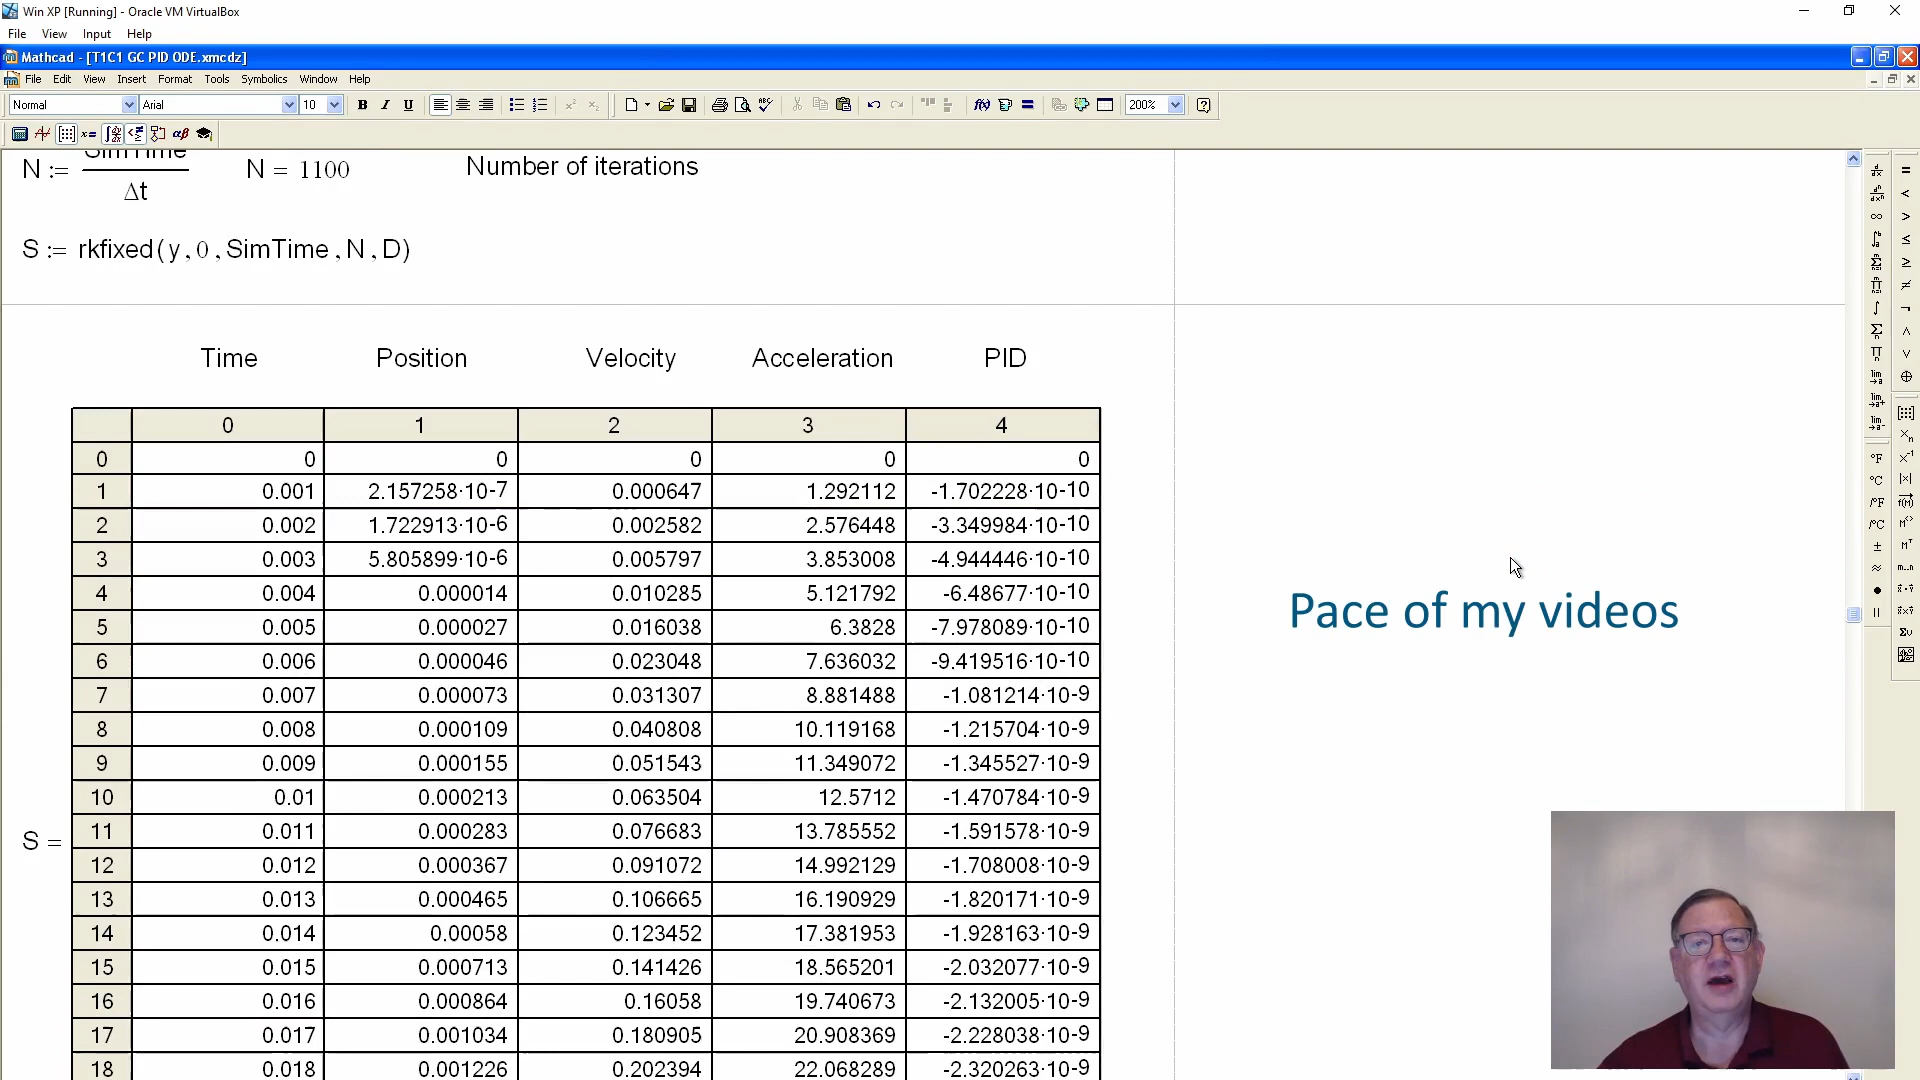 Win XP [Running] - Oracle VM VirtualBox
File View Input Help
Mathcad - [T1C1 GC PID ODE.xmcdz]
File Edit View Insert Format Tools Symbolics Window Help
Normal Arial 10 B I U 200%
SimTime
N := Δt N = 1100 Number of iterations
S := rkfixed(y , 0 , SimTime , N , D)
Time Position Velocity Acceleration PID
0 1 2 3 4
0 0 0 0 0 0
1 0.001 2.157258·10-7 0.000647 1.292112 -1.702228·10-10
2 0.002 1.722913·10-6 0.002582 2.576448 -3.349984·10-10
3 0.003 5.805899·10-6 0.005797 3.853008 -4.944446·10-10
4 0.004 0.000014 0.010285 5.121792 -6.48677·10-10
5 0.005 0.000027 0.016038 6.3828 -7.978089·10-10
6 0.006 0.000046 0.023048 7.636032 -9.419516·10-10
7 0.007 0.000073 0.031307 8.881488 -1.081214·10-9
8 0.008 0.000109 0.040808 10.119168 -1.215704·10-9
9 0.009 0.000155 0.051543 11.349072 -1.345527·10-9
10 0.01 0.000213 0.063504 12.5712 -1.470784·10-9
11 0.011 0.000283 0.076683 13.785552 -1.591578·10-9
S =
12 0.012 0.000367 0.091072 14.992129 -1.708008·10-9
13 0.013 0.000465 0.106665 16.190929 -1.820171·10-9
14 0.014 0.00058 0.123452 17.381953 -1.928163·10-9
15 0.015 0.000713 0.141426 18.565201 -2.032077·10-9
16 0.016 0.000864 0.16058 19.740673 -2.132005·10-9
17 0.017 0.001034 0.180905 20.908369 -2.228038·10-9
18 0.018 0.001226 0.202394 22.068289 -2.320263·10-9
Pace of my videos